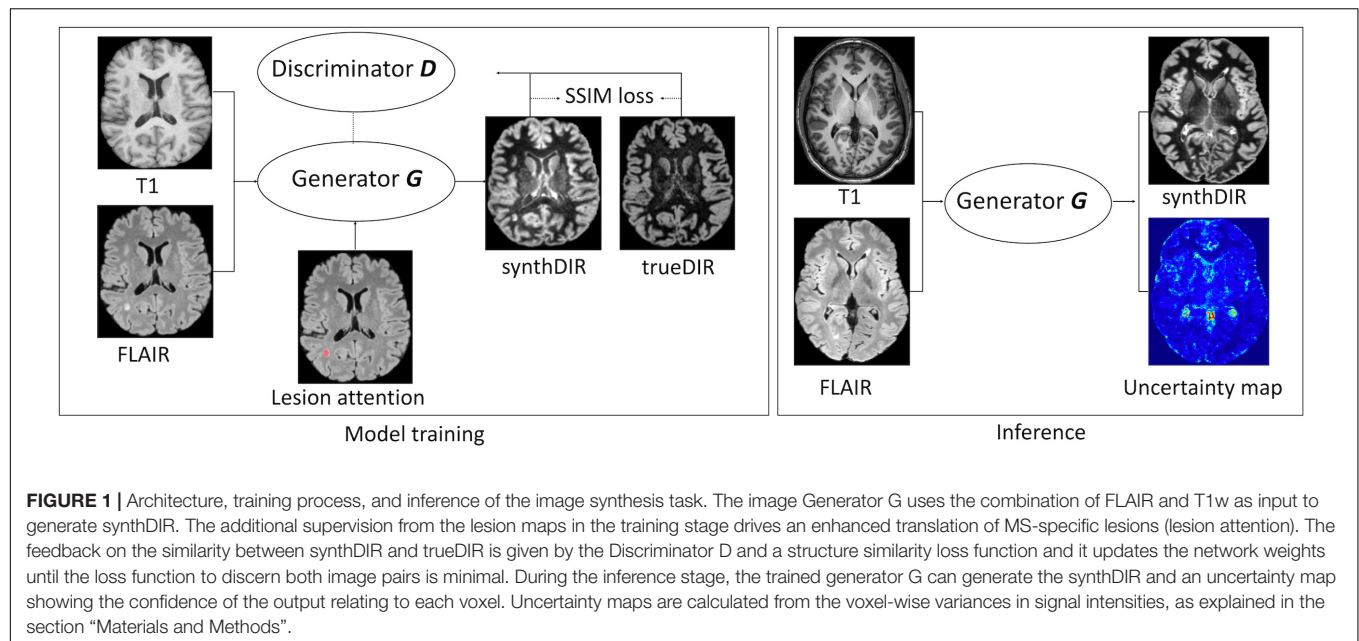 Discriminator D
SSIM loss
T1
Generator G
FLAIR
synthDIR
trueDIR
Lesion attention
Model training
T1
Generator G
synthDIR
FLAIR
Uncertainty map
Inference
FIGURE 1 | Architecture, training process, and inference of the image synthesis task. The image Generator G uses the combination of FLAIR and T1w as input to
generate synthDIR. The additional supervision from the lesion maps in the training stage drives an enhanced translation of MS-specific lesions (lesion attention). The
feedback on the similarity between synthDIR and trueDIR is given by the Discriminator D and a structure similarity loss function and it updates the network weights
until the loss function to discern both image pairs is minimal. During the inference stage, the trained generator G can generate the synthDIR and an uncertainty map
showing the confidence of the output relating to each voxel. Uncertainty maps are calculated from the voxel-wise variances in signal intensities, as explained in the
section “Materials and Methods”.